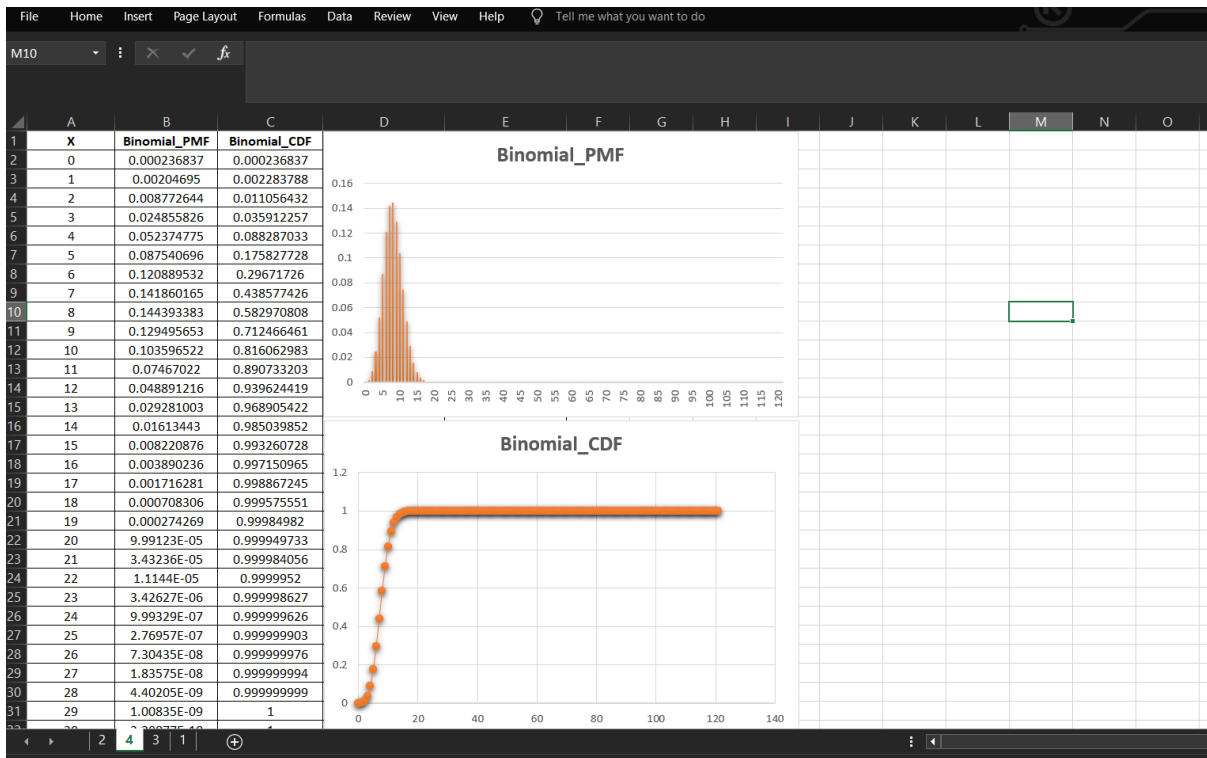 File Home Insert Page Layout Formulas Data Review View Help Tell me what you want to do
M10 fx
A B C D E F G H I J K L M N O
1 X Binomial_PMF Binomial_CDF
2 0 0.000236837 0.000236837
3 1 0.00204695 0.002283788
4 2 0.008772644 0.011056432
5 3 0.024855826 0.035912257
6 4 0.052374775 0.088287033
7 5 0.087540696 0.175827728
8 6 0.120889532 0.29671726
9 7 0.141860165 0.438577426
10 8 0.144393383 0.582970808
11 9 0.129495653 0.712466461
12 10 0.103596522 0.816062983
13 11 0.07467022 0.890733203
14 12 0.048891216 0.939624419
15 13 0.029281003 0.968905422
16 14 0.01613443 0.985039852
17 15 0.008220876 0.993260728
18 16 0.003890236 0.997150965
19 17 0.001716281 0.998867245
20 18 0.000708306 0.999575551
21 19 0.000274269 0.99984982
22 20 9.99123E-05 0.999949733
23 21 3.43236E-05 0.999984056
24 22 1.1144E-05 0.9999952
25 23 3.42627E-06 0.999998627
26 24 9.99329E-07 0.999999626
27 25 2.76957E-07 0.999999903
28 26 7.30435E-08 0.999999976
29 27 1.83575E-08 0.999999994
30 28 4.40205E-09 0.999999999
31 29 1.00835E-09 1
Binomial_PMF
0.16
0.14
0.12
0.1
0.08
0.06
0.04
0.02
0
0 5 10 15 20 25 30 35 40 45 50 55 60 65 70 75 80 85 90 95 100 105 110 115 120
Binomial_CDF
1.2
1
0.8
0.6
0.4
0.2
0
0 20 40 60 80 100 120 140
2 4 3 1